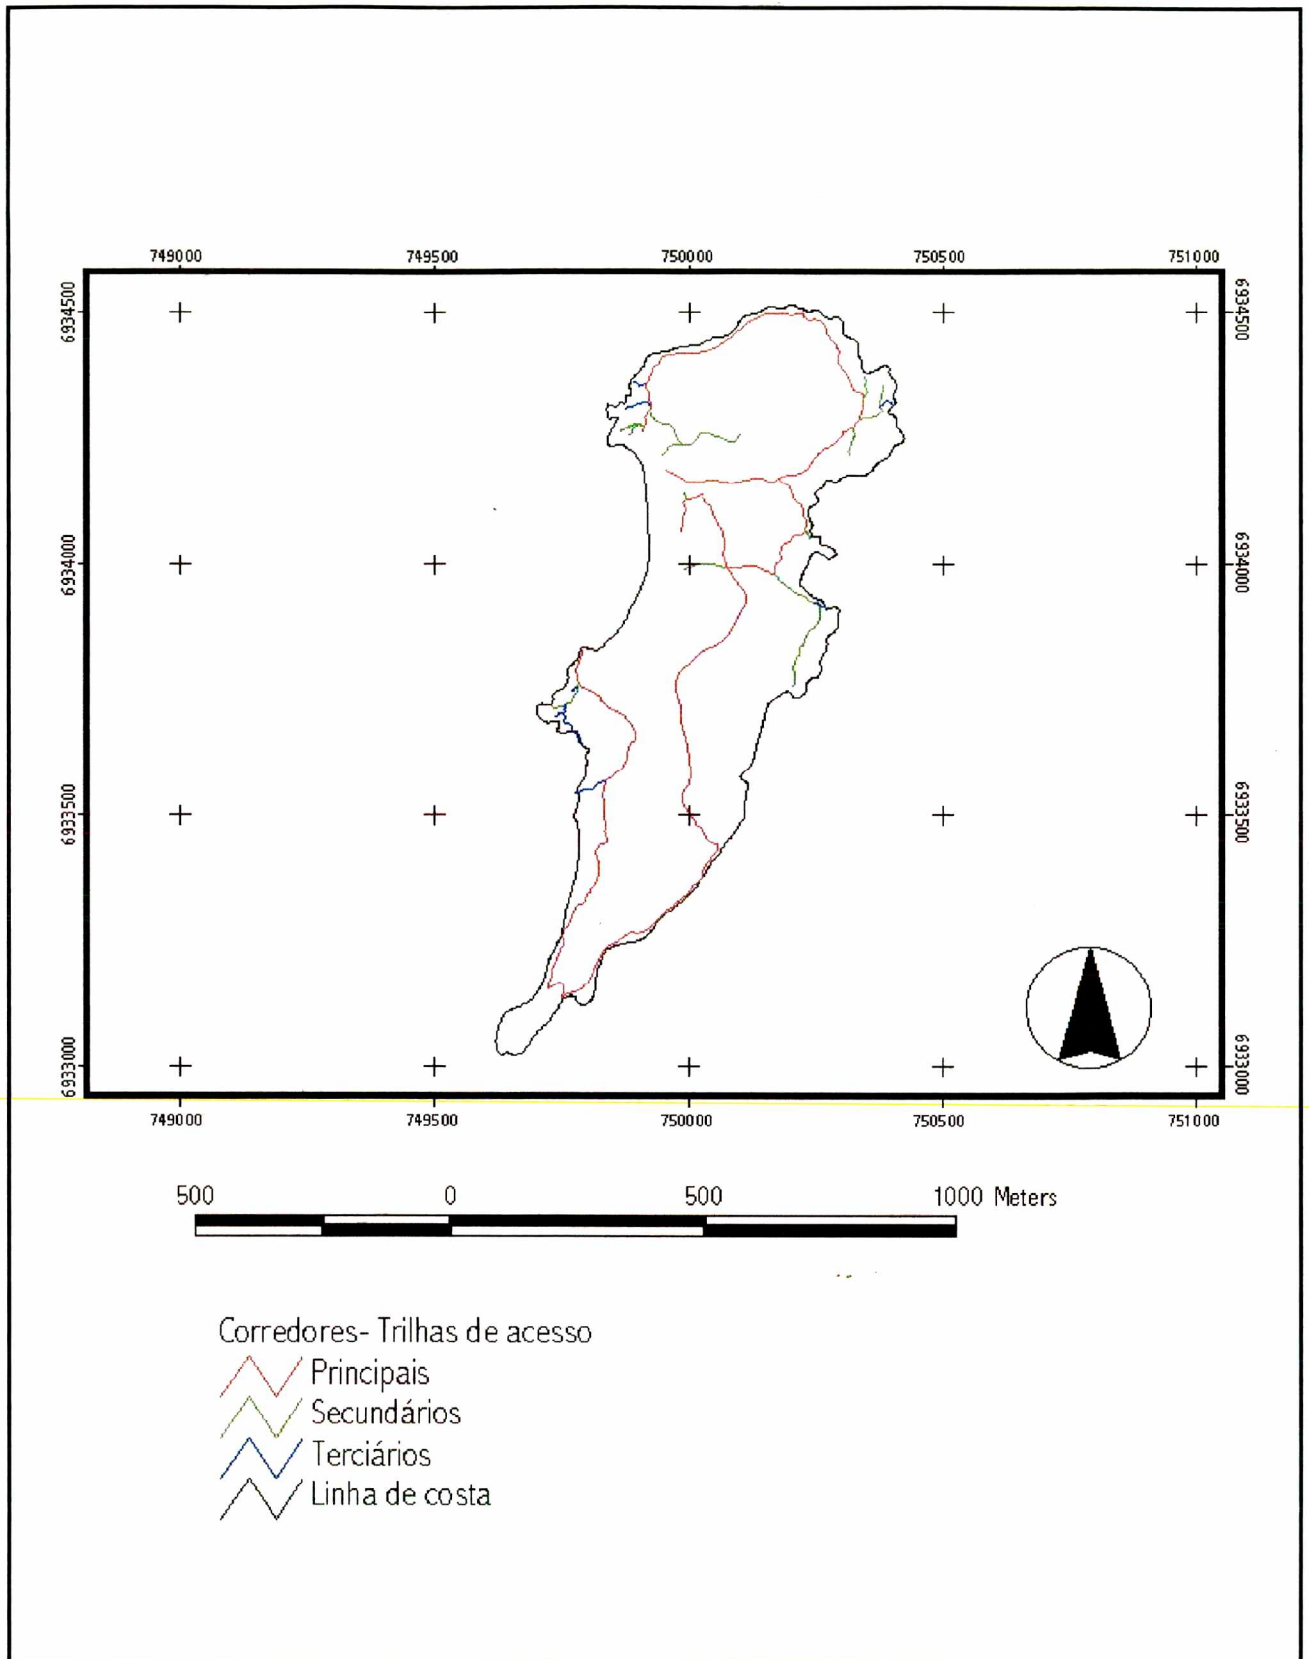 749000 749500 750000 750500 751000
6934500 6934500
6934000 6934000
6933500 6933500
6933000 6933000
749000 749500 750000 750500 751000
500 0 500 1000 Meters
Corredores- Trilhas de acesso
Principais
Secundários
Terciários
Linha de costa